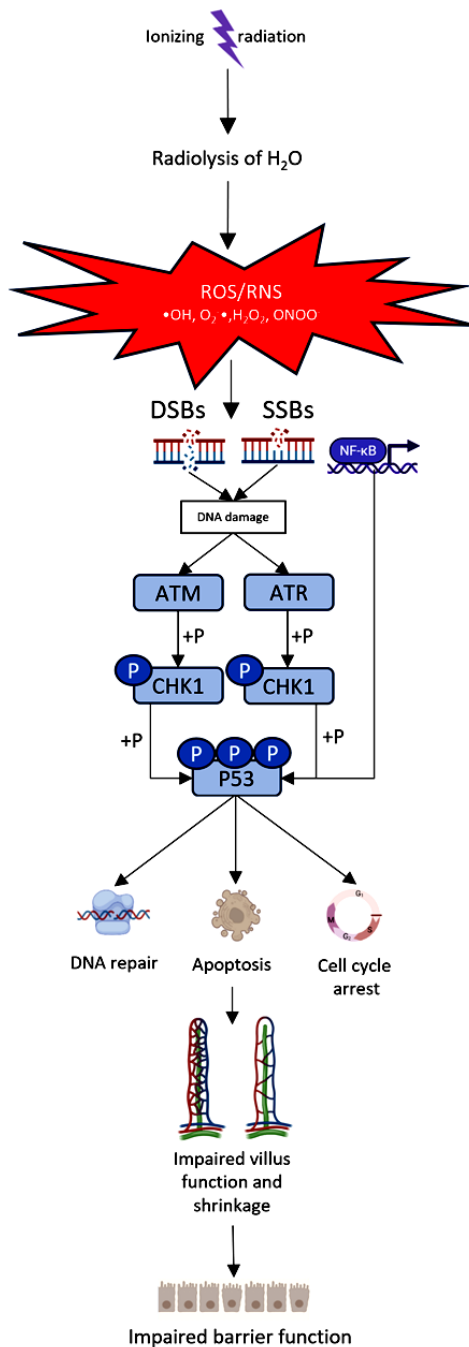 Ionizing radiation
Radiolysis of H₂O
ROS/RNS
•OH, O₂ •,H₂O₂, ONOO⁻
DSBs SSBs
NF-κB
DNA damage
ATM ATR
+P +P
P P
CHK1 CHK1
+P +P
P P P
P53
G₁
M S
G₂
DNA repair Apoptosis Cell cycle
arrest
Impaired villus
function and
shrinkage
Impaired barrier function